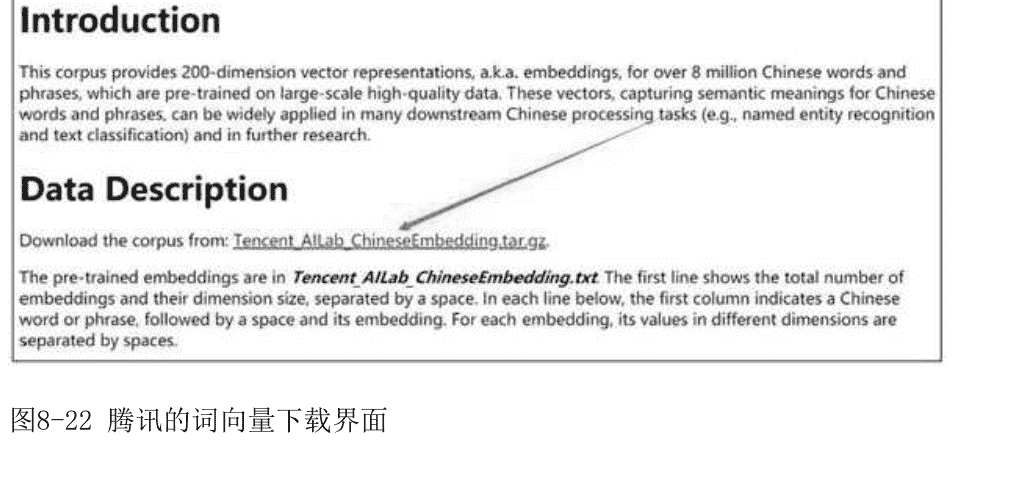 Introduction
This corpus provides 200-dimension vector representations, a.k.a. embeddings, for over 8 million Chinese words and
phrases, which are pre-trained on large-scale high-quality data. These vectors, capturing semantic meanings for Chinese
words and phrases, can be widely applied in many downstream Chinese processing tasks (e.g., named entity recognition
and text classification) and in further research.
Data Description
Download the corpus from: Tencent_AILab_ChineseEmbedding.tar.gz.
The pre-trained embeddings are in Tencent_AILab_ChineseEmbedding.txt. The first line shows the total number of
embeddings and their dimension size, separated by a space. In each line below, the first column indicates a Chinese
word or phrase, followed by a space and its embedding. For each embedding, its values in different dimensions are
separated by spaces.
图8-22 腾讯的词向量下载界面